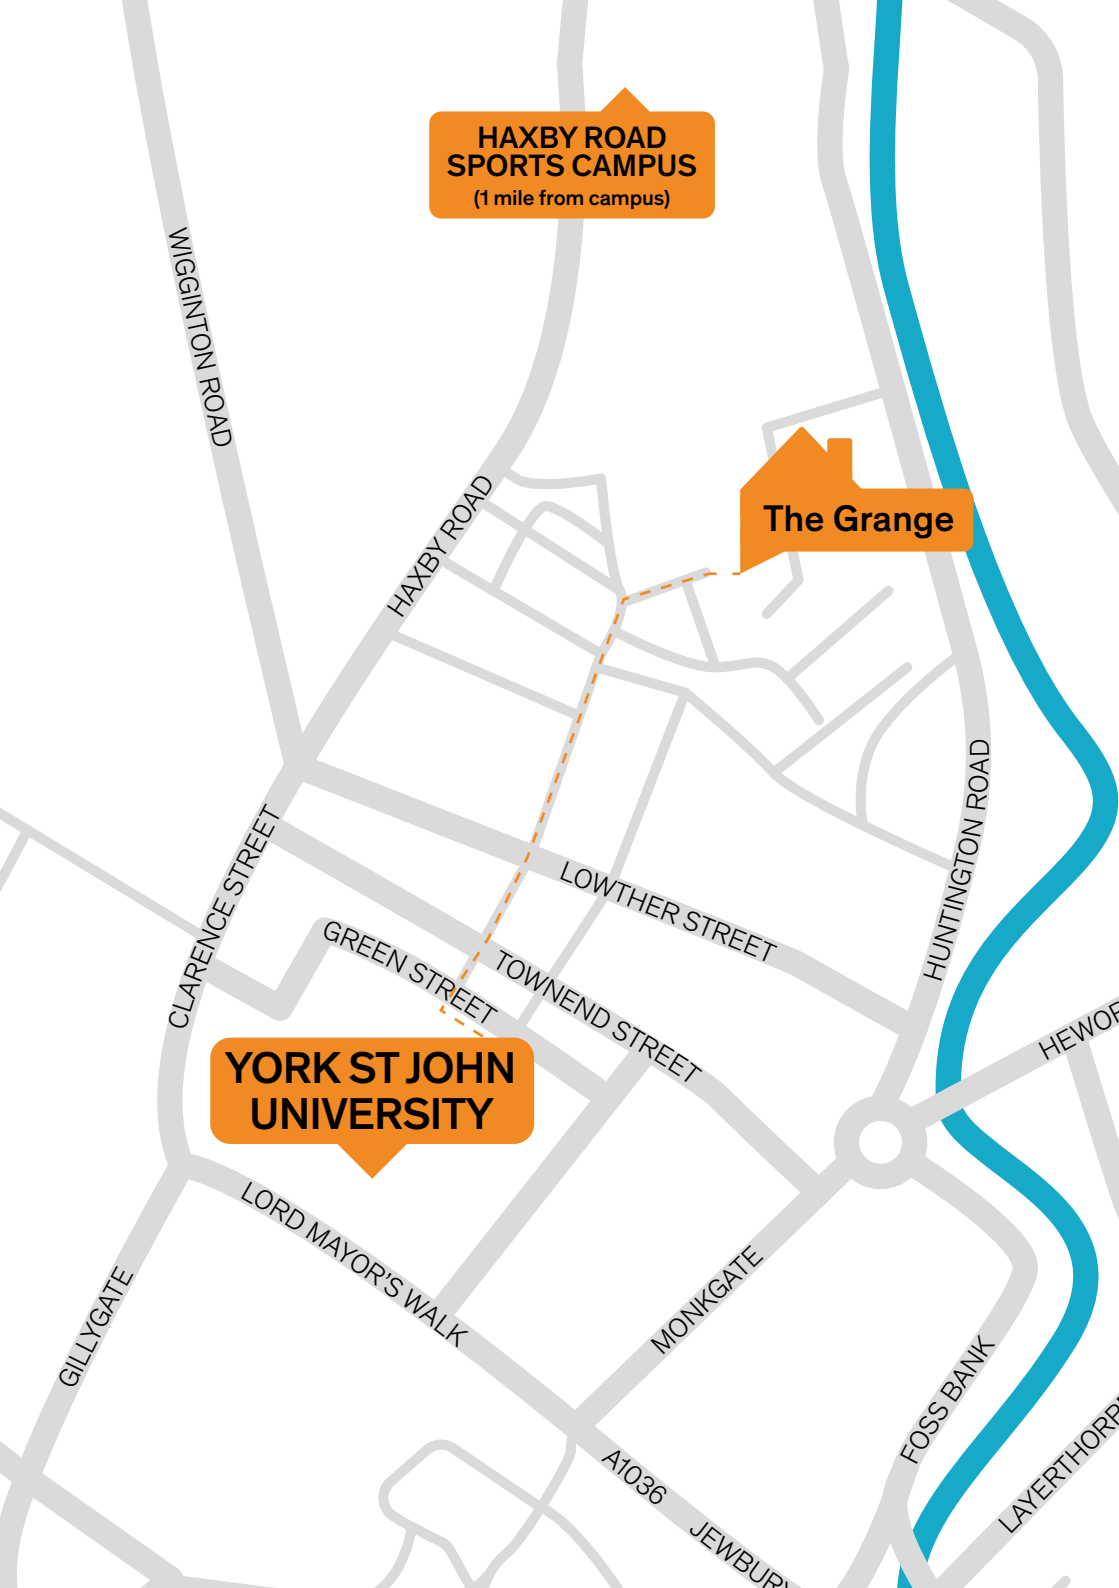 HAXBY ROAD
SPORTS CAMPUS
(1 mile from campus)
WIGGINTON ROAD
The Grange
HAXBY ROAD
HUNTINGTON ROAD
CLARENCE STREET
LOWTHER STREET
GREEN STREET
TOWNEND STREET
YORK ST JOHN
UNIVERSITY
LORD MAYOR'S WALK
GILLYGATE
MONKGATE
FOSS BANK
A1036